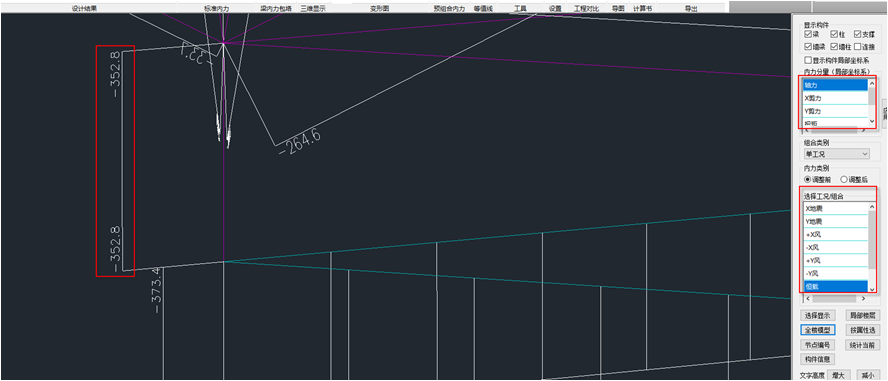 设计结果 标准内力 梁内力包络 三维显示 变形图 预组合内力 等值线 工具 设置 工程对比 导图 计算书 导出
-352.8
-352.8
-264.6
-373.4
显示构件
梁 柱 支撑
墙梁 墙柱 连接
显示构件局部坐标系
内力分量（局部坐标系）
轴力
X剪力
Y剪力
应用
组合类别
单工况
内力类别
调整前 调整后
选择工况/组合
X地震
Y地震
+X风
-X风
+Y风
-Y风
恒载
选择显示 局部楼层
全楼模型 按属性选
节点编号 统计当前
构件信息
文字高度 增大 减小